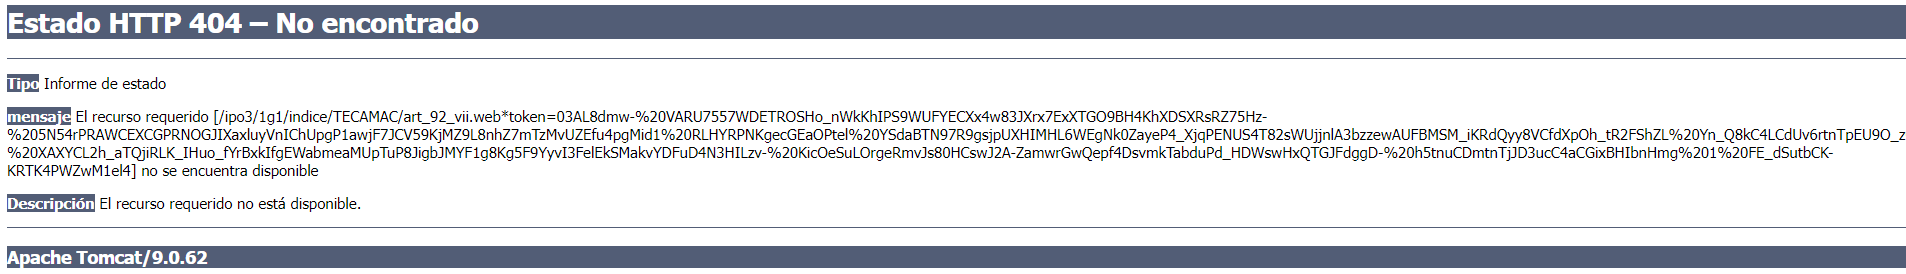 Estado HTTP 404 – No encontrado
Tipo Informe de estado
mensaje El recurso requerido [/ipo3/1g1/indice/TECAMAC/art_92_vii.web*token=03AL8dmw-%20VARU7557WDETROSHo_nWkKhIPS9WUFYECXx4w83JXrx7ExXTGO9BH4KhXDSXRsRZ75Hz-
%205N54rPRAWCEXCGPRNOGJIXaxluyVnIChUpgP1awjF7JCV59KjMZ9L8nhZ7mTzMvUZEfu4pgMid1%20RLHYRPNKgecGEaOPtel%20YSdaBTN97R9gsjpUXHIMHL6WEgNk0ZayeP4_XjqPENUS4T82sWUjjnlA3bzzewAUFBMSM_iKRdQyy8VCfdXpOh_tR2FShZL%20Yn_Q8kC4LCdUv6rtnTpEU9O_z
%20XAXYCL2h_aTQjiRLK_IHuo_fYrBxkIfgEWabmeaMUpTuP8JigbJMYF1g8Kg5F9YyvI3FelEkSMakvYDFuD4N3HILzv-%20KicOeSuLOrgeRmvJs80HCswJ2A-ZamwrGwQepf4DsvmkTabduPd_HDWswHxQTGJFdggD-%20h5tnuCDmtnTjJD3ucC4aCGixBHIbnHmg%201%20FE_dSutbCK-
KRTK4PWZwM1el4] no se encuentra disponible
Descripción El recurso requerido no está disponible.
Apache Tomcat/9.0.62